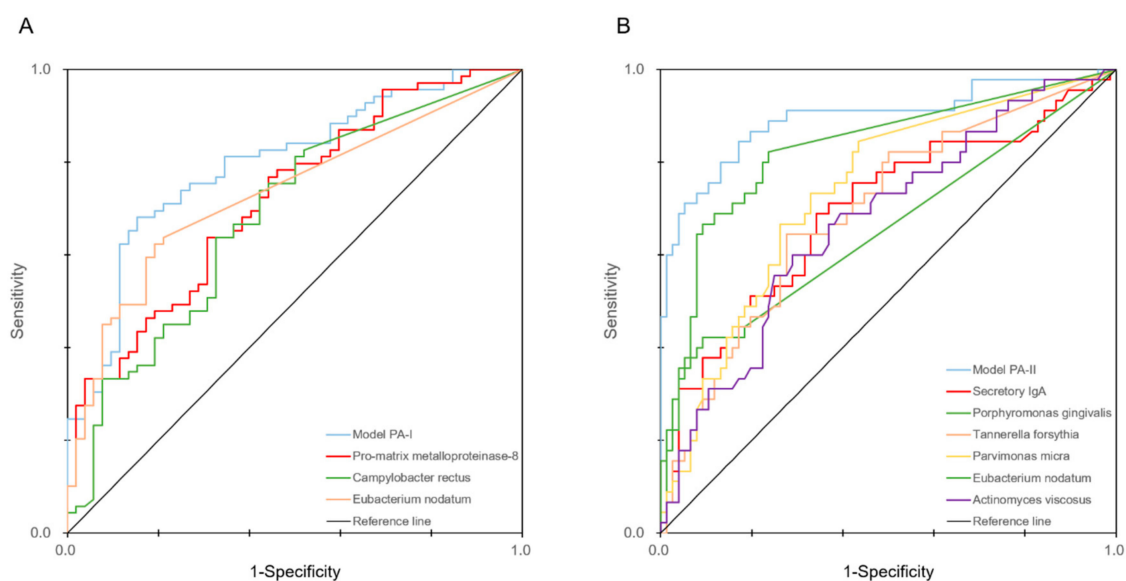 A
1.0
Sensitivity
Model PA-I
Pro-matrix metalloproteinase-8
Campylobacter rectus
Eubacterium nodatum
Reference line
0.0
0.0
1.0
1-Specificity
B
1.0
Sensitivity
Model PA-II
Secretory IgA
Porphyromonas gingivalis
Tannerella forsythia
Parvimonas micra
Eubacterium nodatum
Actinomyces viscosus
Reference line
0.0
0.0
1.0
1-Specificity